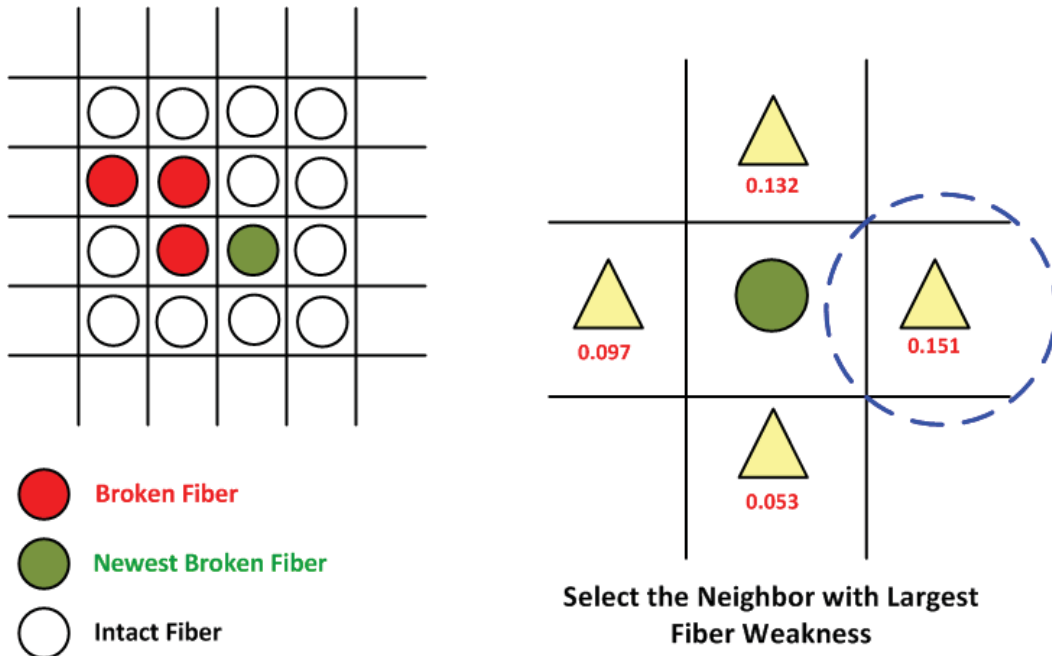 0.132
0.097
0.151
0.053
Broken Fiber
Newest Broken Fiber
Intact Fiber
Select the Neighbor with Largest
Fiber Weakness